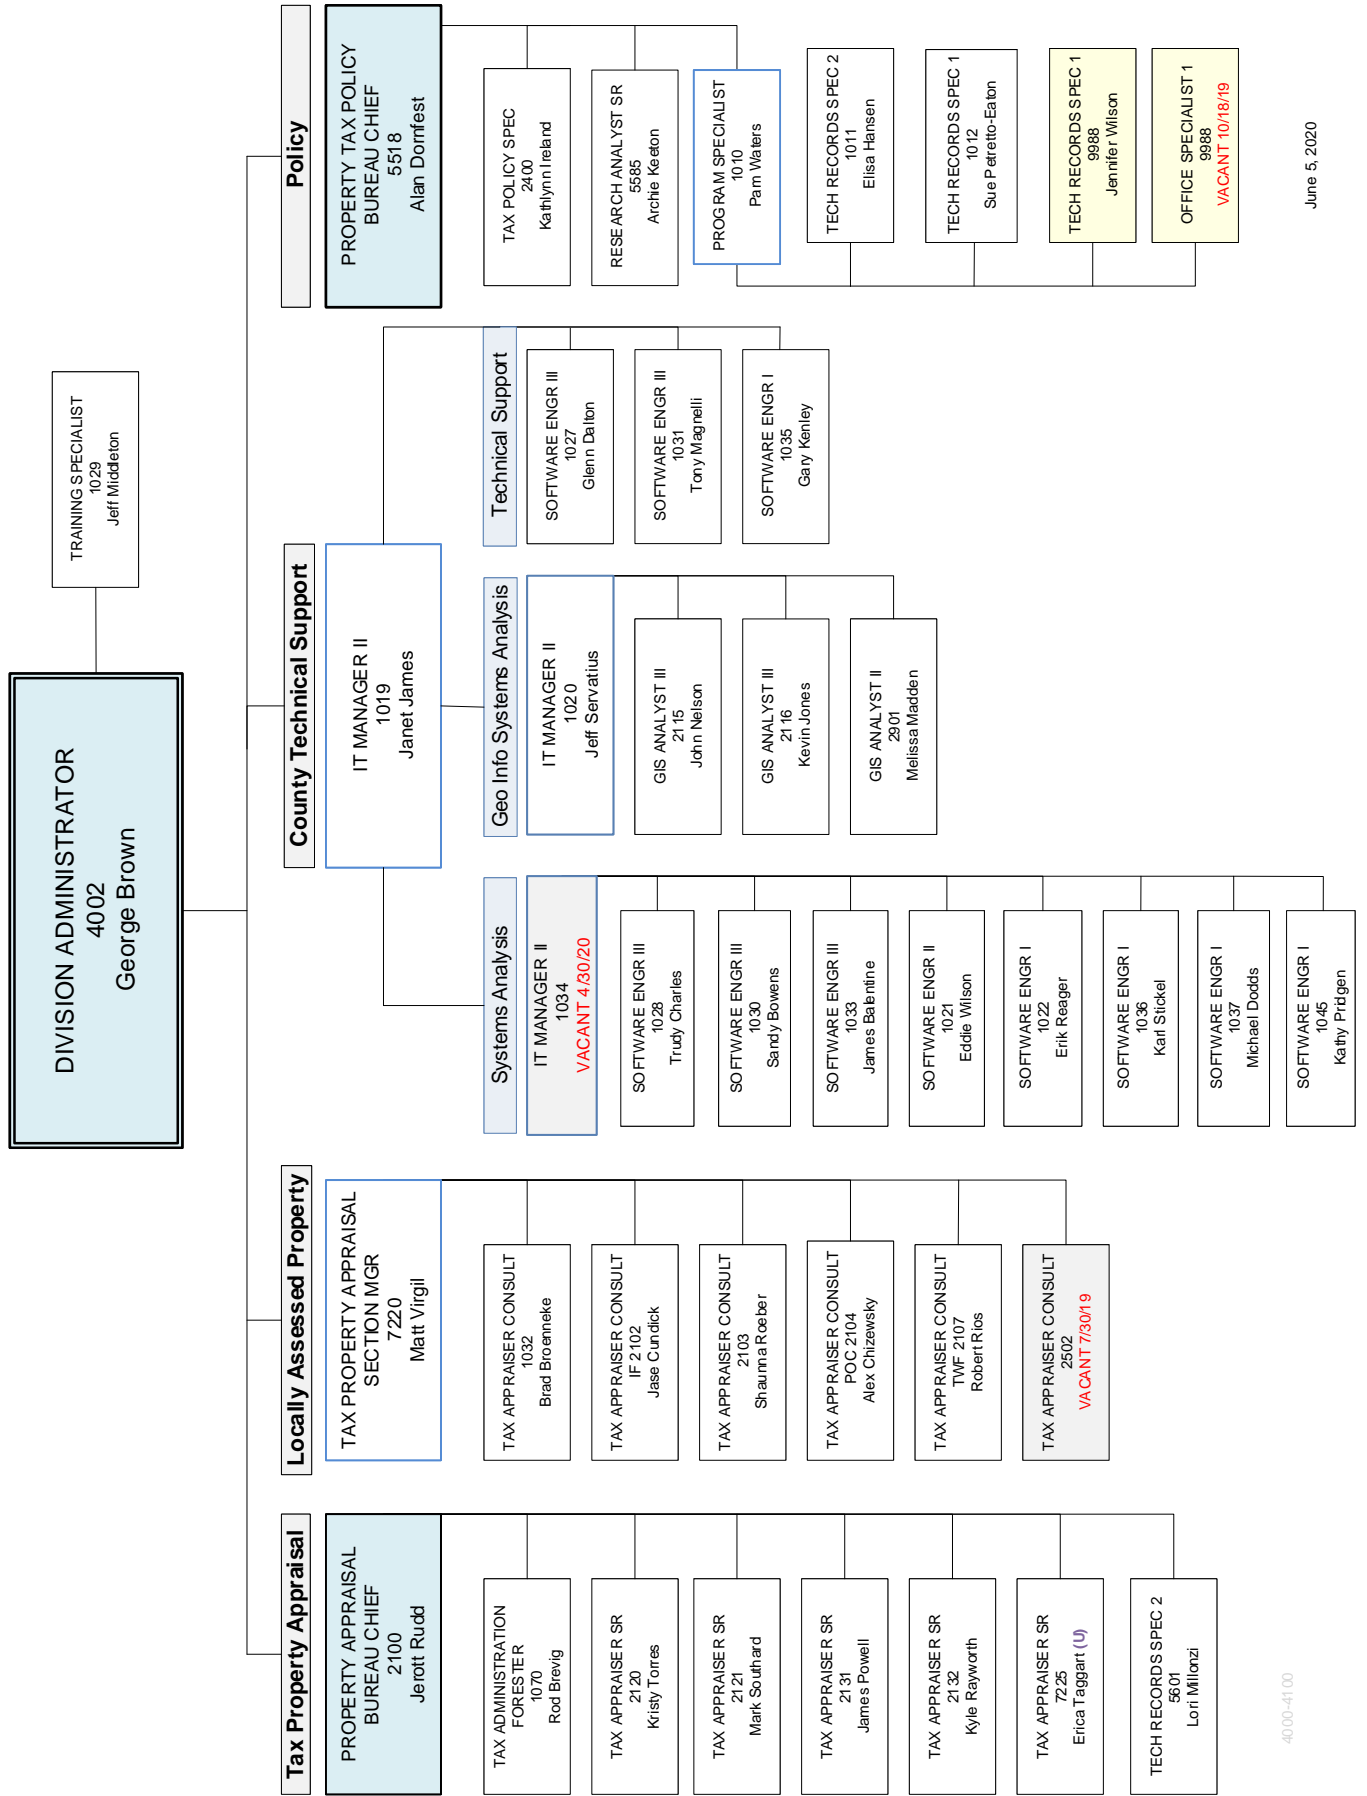 DIVISION ADMINISTRATOR
4002
George Brown
TRAINING SPECIALIST
1029
Jeff Middleton
Tax Property Appraisal
PROPERTY APPRAISAL
BUREAU CHIEF
2100
Jerott Rudd
TAX ADMINISTRATION
FORESTER
1070
Rod Brevig
TAX APPRAISER SR
2120
Kristy Torres
TAX APPRAISER SR
2121
Mark Southard
TAX APPRAISER SR
2131
James Powell
TAX APPRAISER SR
2132
Kyle Rayworth
TAX APPRAISER SR
7225
Erica Taggart (U)
TECH RECORDS SPEC 2
5601
Lori Millonzi
Locally Assessed Property
TAX PROPERTY APPRAISAL
SECTION MGR
7220
Matt Virgil
TAX APPRAISER CONSULT
1032
Brad Broenneke
TAX APPRAISER CONSULT
IF 2102
Jase Cundick
TAX APPRAISER CONSULT
2103
Shaunna Roeber
TAX APPRAISER CONSULT
POC 2104
Alex Chizewsky
TAX APPRAISER CONSULT
TWF 2107
Robert Rios
TAX APPRAISER CONSULT
2502
VACANT 7/30/19
County Technical Support
IT MANAGER II
1019
Janet James
Systems Analysis
IT MANAGER II
1034
VACANT 4/30/20
SOFTWARE ENGR III
1028
Trudy Charles
SOFTWARE ENGR III
1030
Sandy Bowens
SOFTWARE ENGR III
1033
James Balentine
SOFTWARE ENGR II
1021
Eddie Wilson
SOFTWARE ENGR I
1022
Erik Reager
SOFTWARE ENGR I
1036
Karl Stickel
SOFTWARE ENGR I
1037
Michael Dodds
SOFTWARE ENGR I
1045
Kathy Pridgen
Geo Info Systems Analysis
IT MANAGER II
1020
Jeff Servatius
GIS ANALYST III
2115
John Nelson
GIS ANALYST III
2116
Kevin Jones
GIS ANALYST II
2901
Melissa Madden
Technical Support
SOFTWARE ENGR III
1027
Glenn Dalton
SOFTWARE ENGR III
1031
Tony Magnelli
SOFTWARE ENGR I
1035
Gary Kenley
Policy
PROPERTY TAX POLICY
BUREAU CHIEF
5518
Alan Dornfest
TAX POLICY SPEC
2400
Kathlynn Ireland
RESEARCH ANALYST SR
5585
Archie Keeton
PROGRAM SPECIALIST
1010
Pam Waters
TECH RECORDS SPEC 2
1011
Elisa Hansen
TECH RECORDS SPEC 1
1012
Sue Petretto-Eaton
TECH RECORDS SPEC 1
9988
Jennifer Wilson
OFFICE SPECIALIST 1
9988
VACANT 10/18/19
4000-4100
June 5, 2020